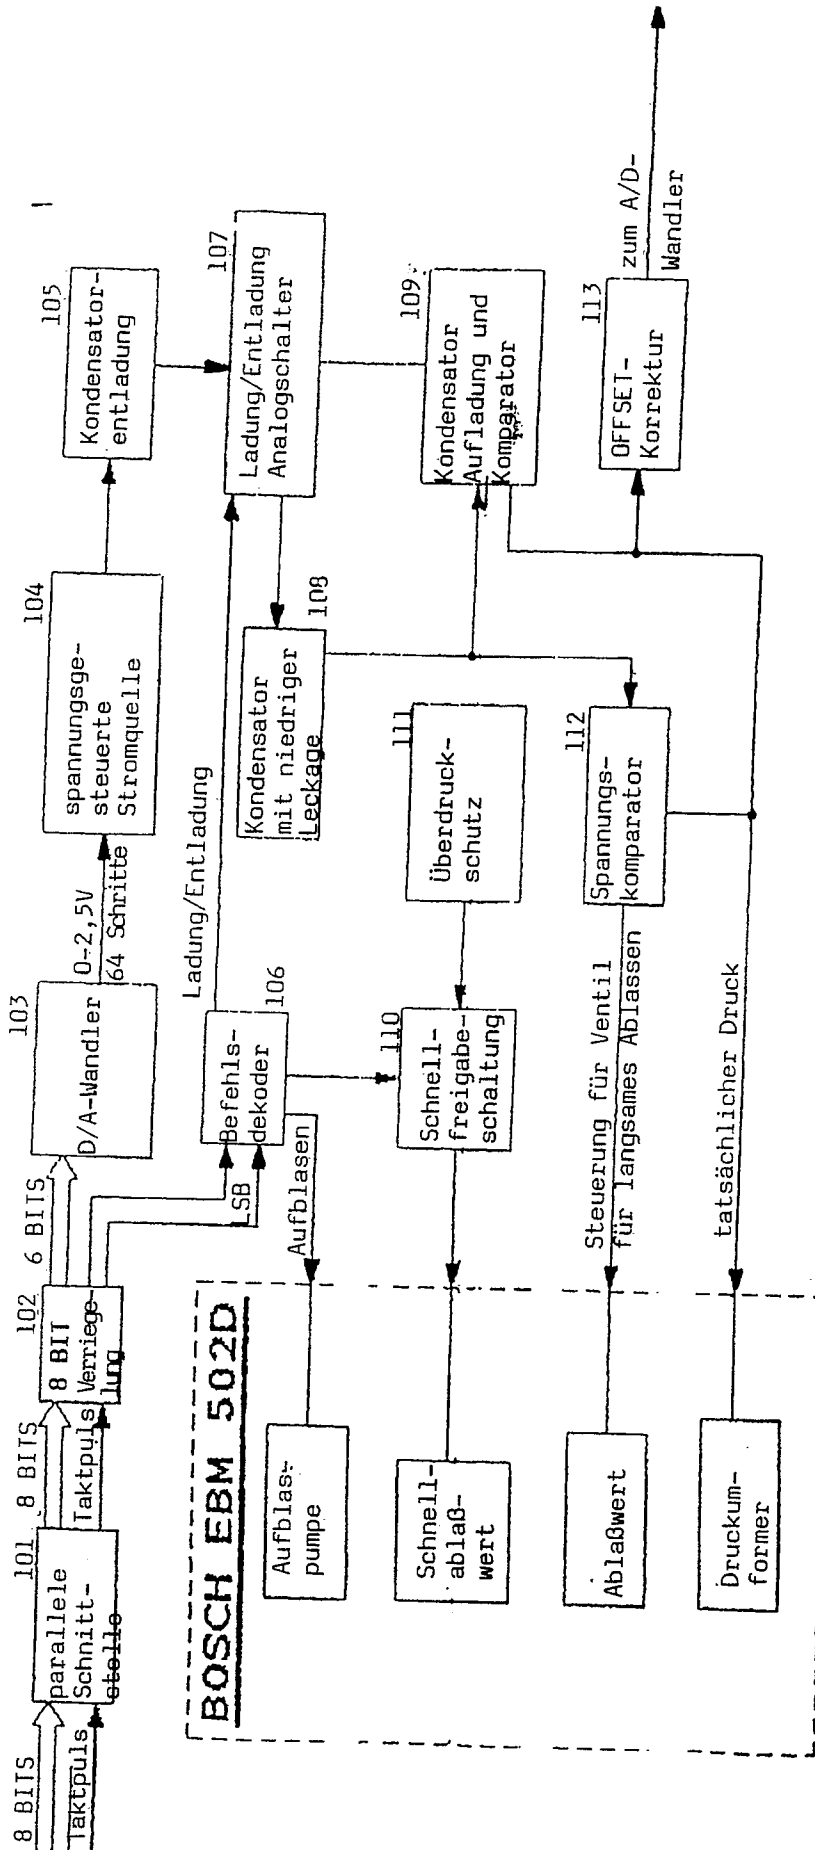 8 BITS
Taktpuls
101
parallele
Schnitt-
stelle
8 BITS
Taktpuls
102
8 BIT
Verriege-
lung
6 BITS
LSB
103
D/A-Wandler
0-2,5V
64 Schritte
104
spannungsge-
steuerte
Stromquelle
105
Kondensator-
entladung
106
Befehls-
dekoder
Ladung/Entladung
Aufblasen
107
Ladung/Entladung
Analogschalter
108
Kondensator
mit niedriger
Leckage
109
Kondensator
Aufladung und
Komparator
110
Schnell-
freigabe-
schaltung
111
Überdruck-
schutz
112
Spannungs-
komparator
Steuerung für Ventil
für langsames Ablassen
tatsächlicher Druck
113
OFFSET-
Korrektur
zum A/D-
Wandler
BOSCH EBM 502D
Aufblas-
pumpe
Schnell-
ablaß-
wert
Ablaßwert
Druckum-
former